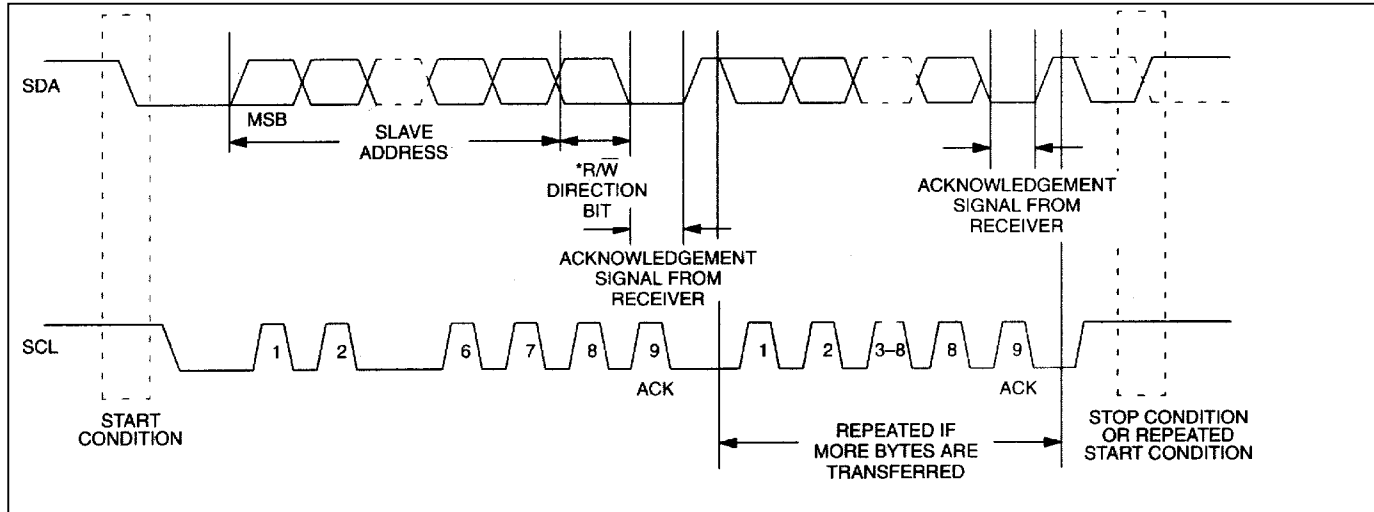 SDA
MSB
SLAVE
ADDRESS
*R/W̅
DIRECTION
BIT
ACKNOWLEDGEMENT
SIGNAL FROM
RECEIVER
ACKNOWLEDGEMENT
SIGNAL FROM
RECEIVER
SCL
1 2 6 7 8 9 1 2 3–8 8 9
ACK
ACK
START
CONDITION
REPEATED IF
MORE BYTES ARE
TRANSFERRED
STOP CONDITION
OR REPEATED
START CONDITION